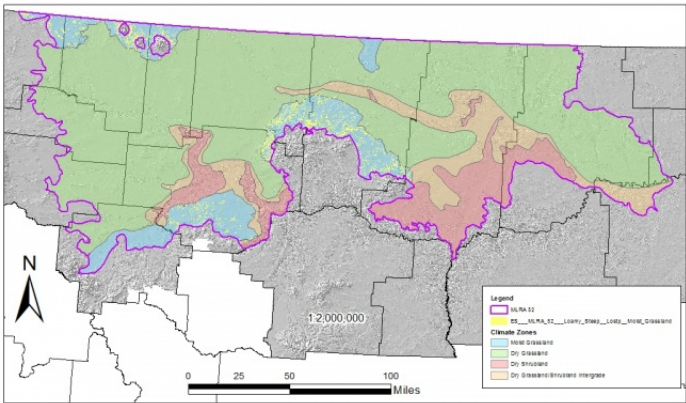 N
1:2,000,000
0 25 50 100
Miles
Legend
MLRA 52
ES___MLRA_52___Loamy_Steep__Lostp__Moist_Grassland
Climate Zones
Moist Grassland
Dry Grassland
Dry Shrubland
Dry Grassland/Shrubland Intergrade